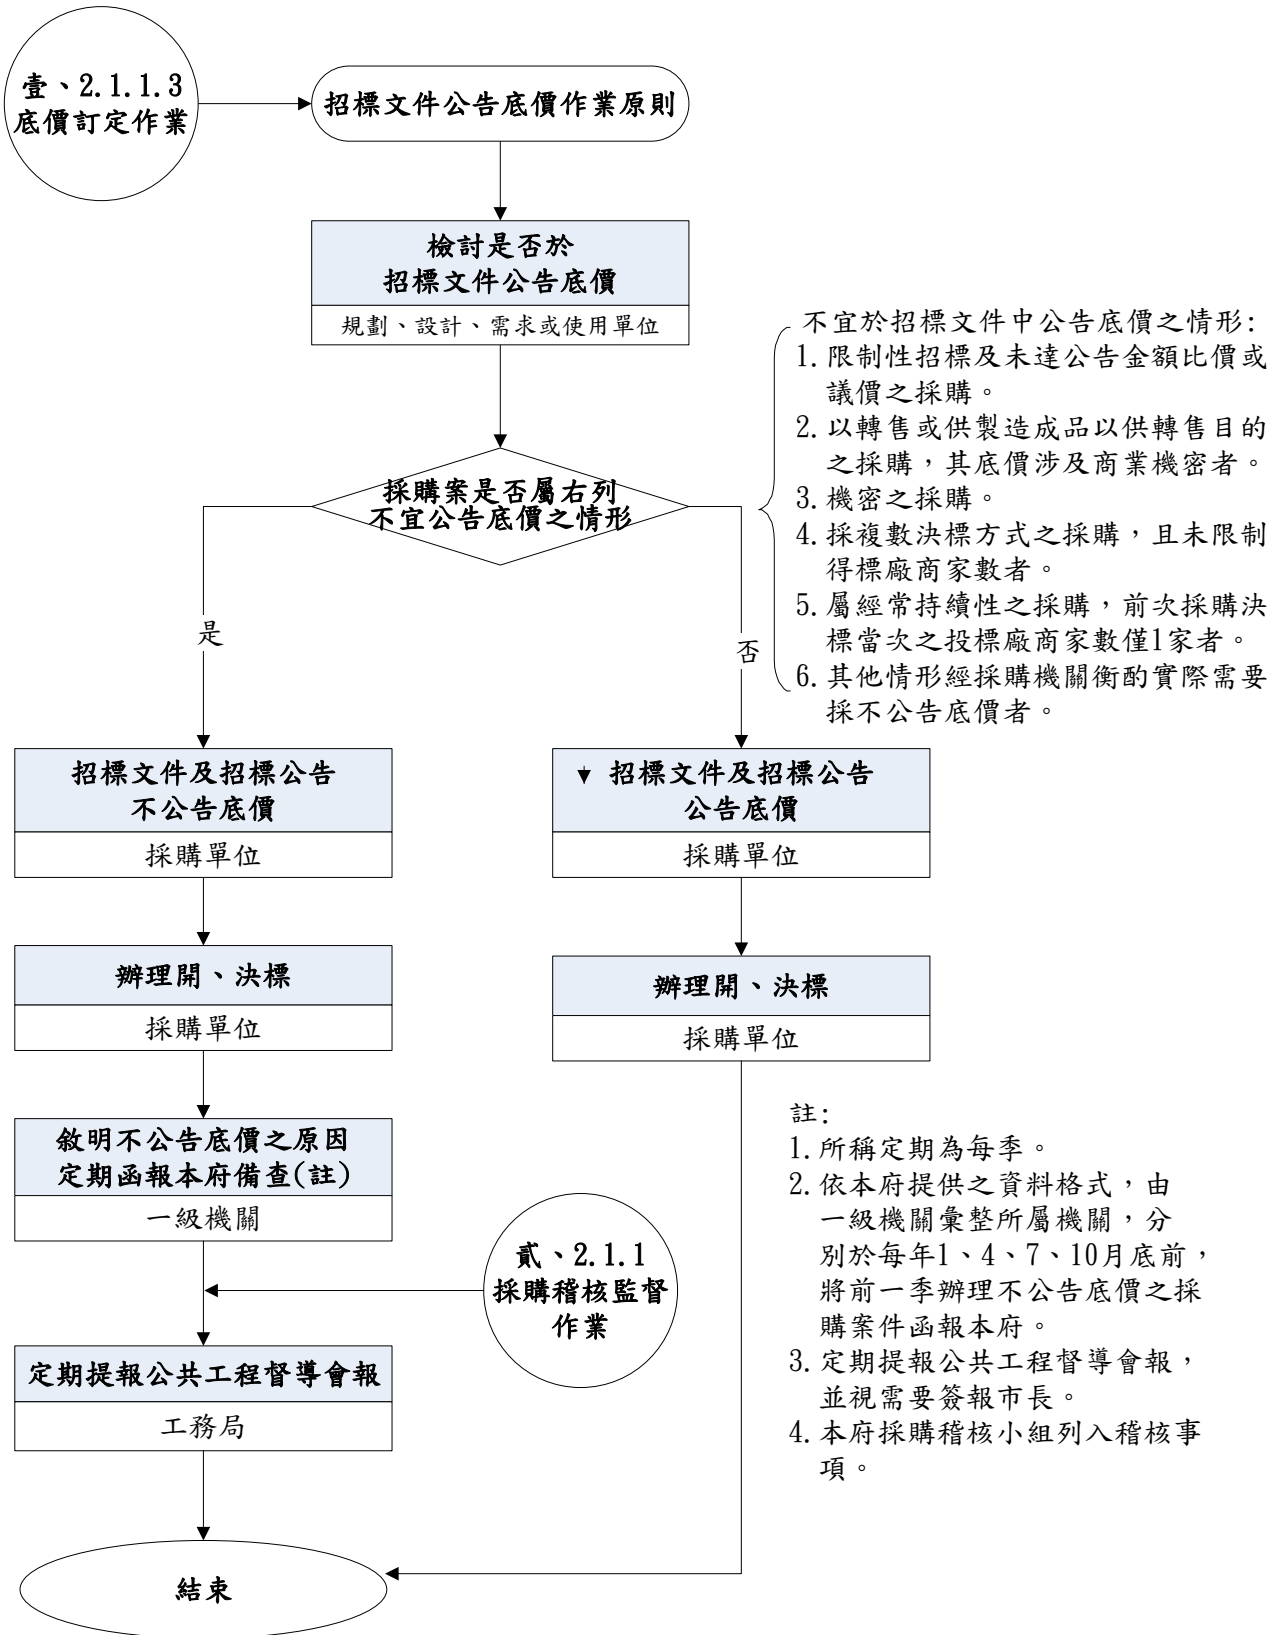 壹、2.1.1.3
底價訂定作業
招標文件公告底價作業原則
檢討是否於
招標文件公告底價
規劃、設計、需求或使用單位
採購案是否屬右列
不宜公告底價之情形
不宜於招標文件中公告底價之情形:
1.限制性招標及未達公告金額比價或
議價之採購。
2.以轉售或供製造成品以供轉售目的
之採購，其底價涉及商業機密者。
3.機密之採購。
4.採複數決標方式之採購，且未限制
得標廠商家數者。
5.屬經常持續性之採購，前次採購決
標當次之投標廠商家數僅1家者。
6.其他情形經採購機關衡酌實際需要
採不公告底價者。
是
否
招標文件及招標公告
不公告底價
採購單位
招標文件及招標公告
公告底價
採購單位
辦理開、決標
採購單位
辦理開、決標
採購單位
敘明不公告底價之原因
定期函報本府備查(註)
一級機關
貳、2.1.1
採購稽核監督
作業
定期提報公共工程督導會報
工務局
結束
註:
1.所稱定期為每季。
2.依本府提供之資料格式，由
一級機關彙整所屬機關，分
別於每年1、4、7、10月底前，
將前一季辦理不公告底價之採
購案件函報本府。
3.定期提報公共工程督導會報，
並視需要簽報市長。
4.本府採購稽核小組列入稽核事
項。